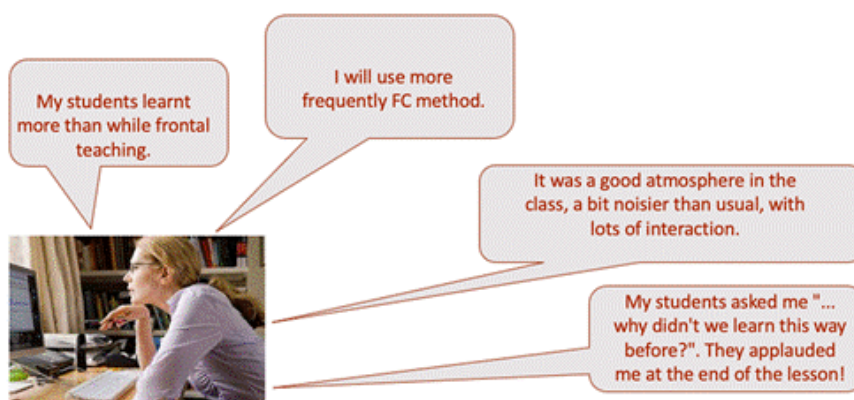 My students learnt
more than while frontal
teaching.
I will use more
frequently FC method.
It was a good atmosphere in the
class, a bit noisier than usual, with
lots of interaction.
My students asked me "...
why didn't we learn this way
before?". They applauded
me at the end of the lesson!